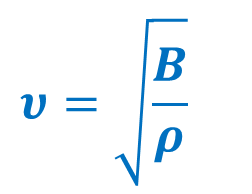 υ = √(B/ρ)